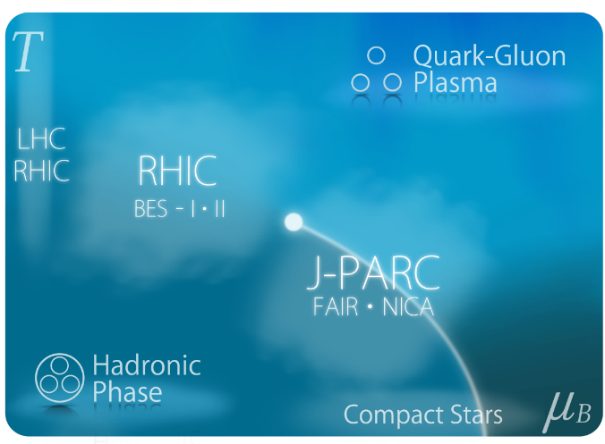 T
Quark-Gluon
Plasma
LHC
RHIC
RHIC
BES - I・II
J-PARC
FAIR・NICA
Hadronic
Phase
Compact Stars
μB